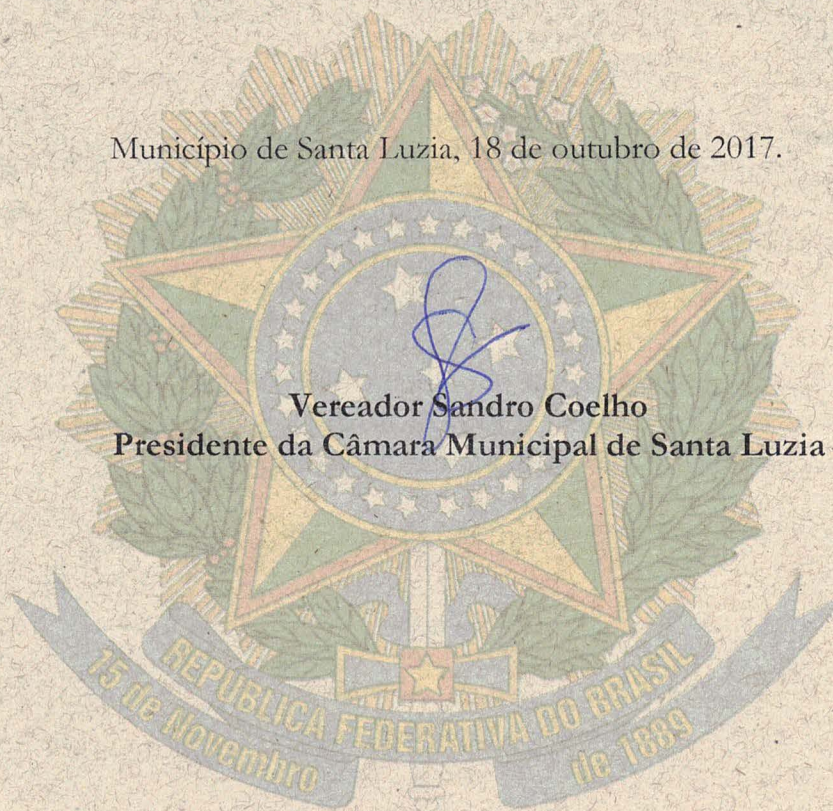 Município de Santa Luzia, 18 de outubro de 2017.
Vereador Sandro Coelho
Presidente da Câmara Municipal de Santa Luzia
REPUBLICA FEDERATIVA DO BRASIL
15 de Novembro
de 1889